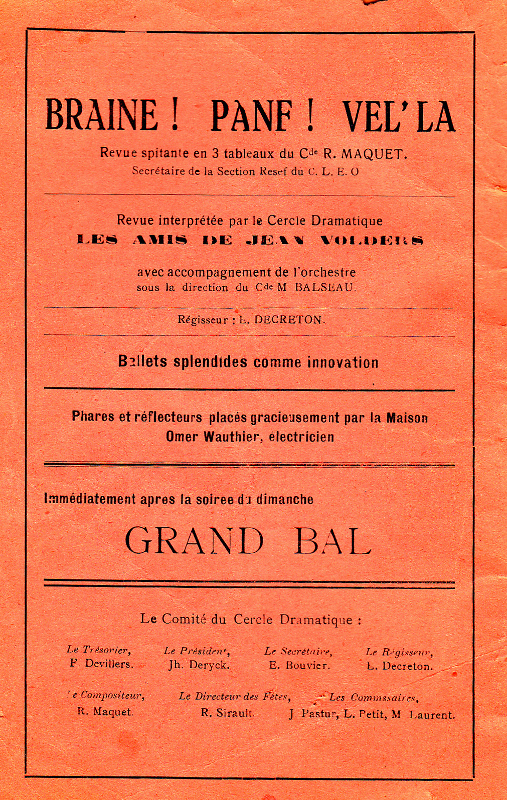 BRAINE ! PANF ! VEL'LA
Revue spitante en 3 tableaux du Cde R. MAQUET.
Secrétaire de la Section Resef du C. L. E. O
Revue interprétée par le Cercle Dramatique
LES AMIS DE JEAN VOLDERS
avec accompagnement de l'orchestre
sous la direction du Cde M BALSEAU.
Régisseur : L. DECRETON.
Ballets splendides comme innovation
Phares et réflecteurs placés gracieusement par la Maison
Omer Wauthier, electricien
Immédiatement apres la soiree du dimanche
GRAND BAL
Le Comité du Cercle Dramatique :
Le Trésorier, Le Président, Le Secrétaire, Le Régisseur,
F Devillers. Jh. Deryck. E. Bouvier. L. Decreton.
Le Compositeur, Le Directeur des Fêtes, Les Commissaires,
R. Maquet. R. Sirault. J Pastur, L. Petit, M Laurent.